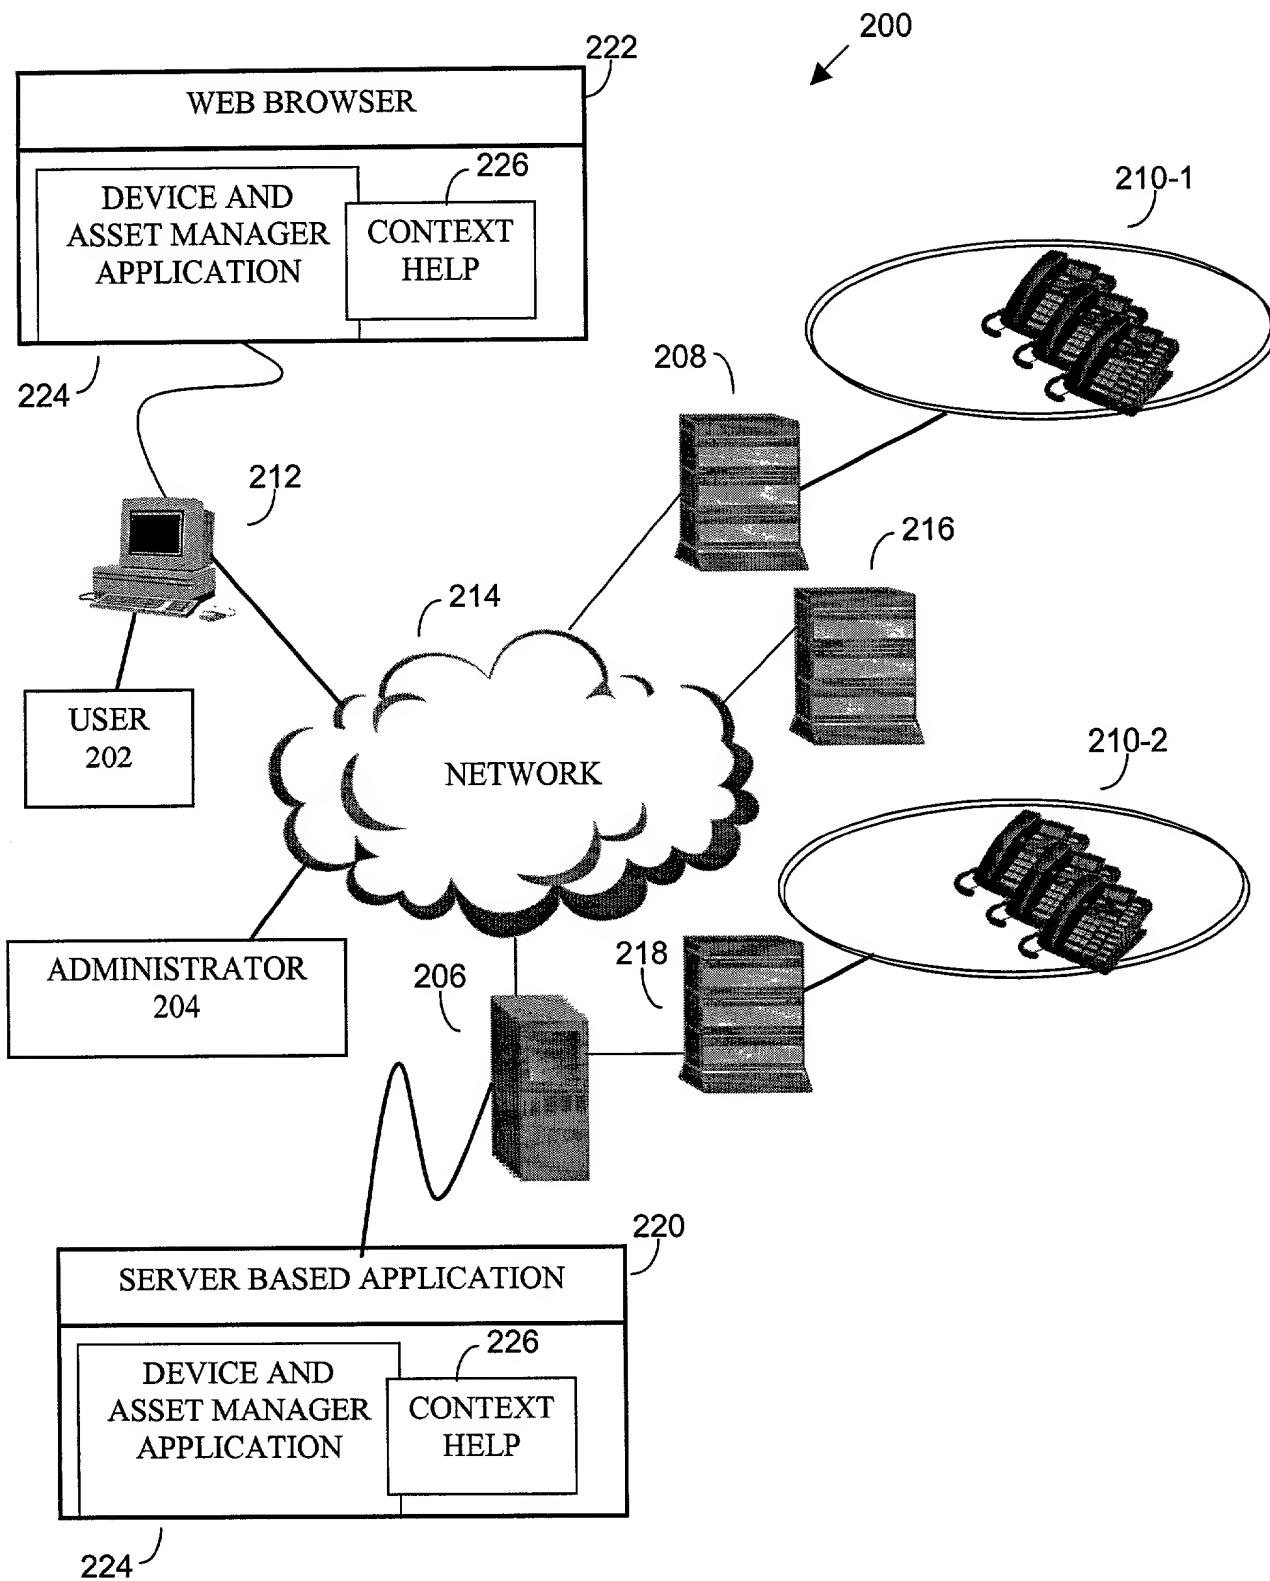 200
222
WEB BROWSER
226
DEVICE AND
ASSET MANAGER
APPLICATION
CONTEXT
HELP
224
210-1
208
212
216
214
USER
202
NETWORK
210-2
ADMINISTRATOR
204
206
218
220
SERVER BASED APPLICATION
226
DEVICE AND
ASSET MANAGER
APPLICATION
CONTEXT
HELP
224